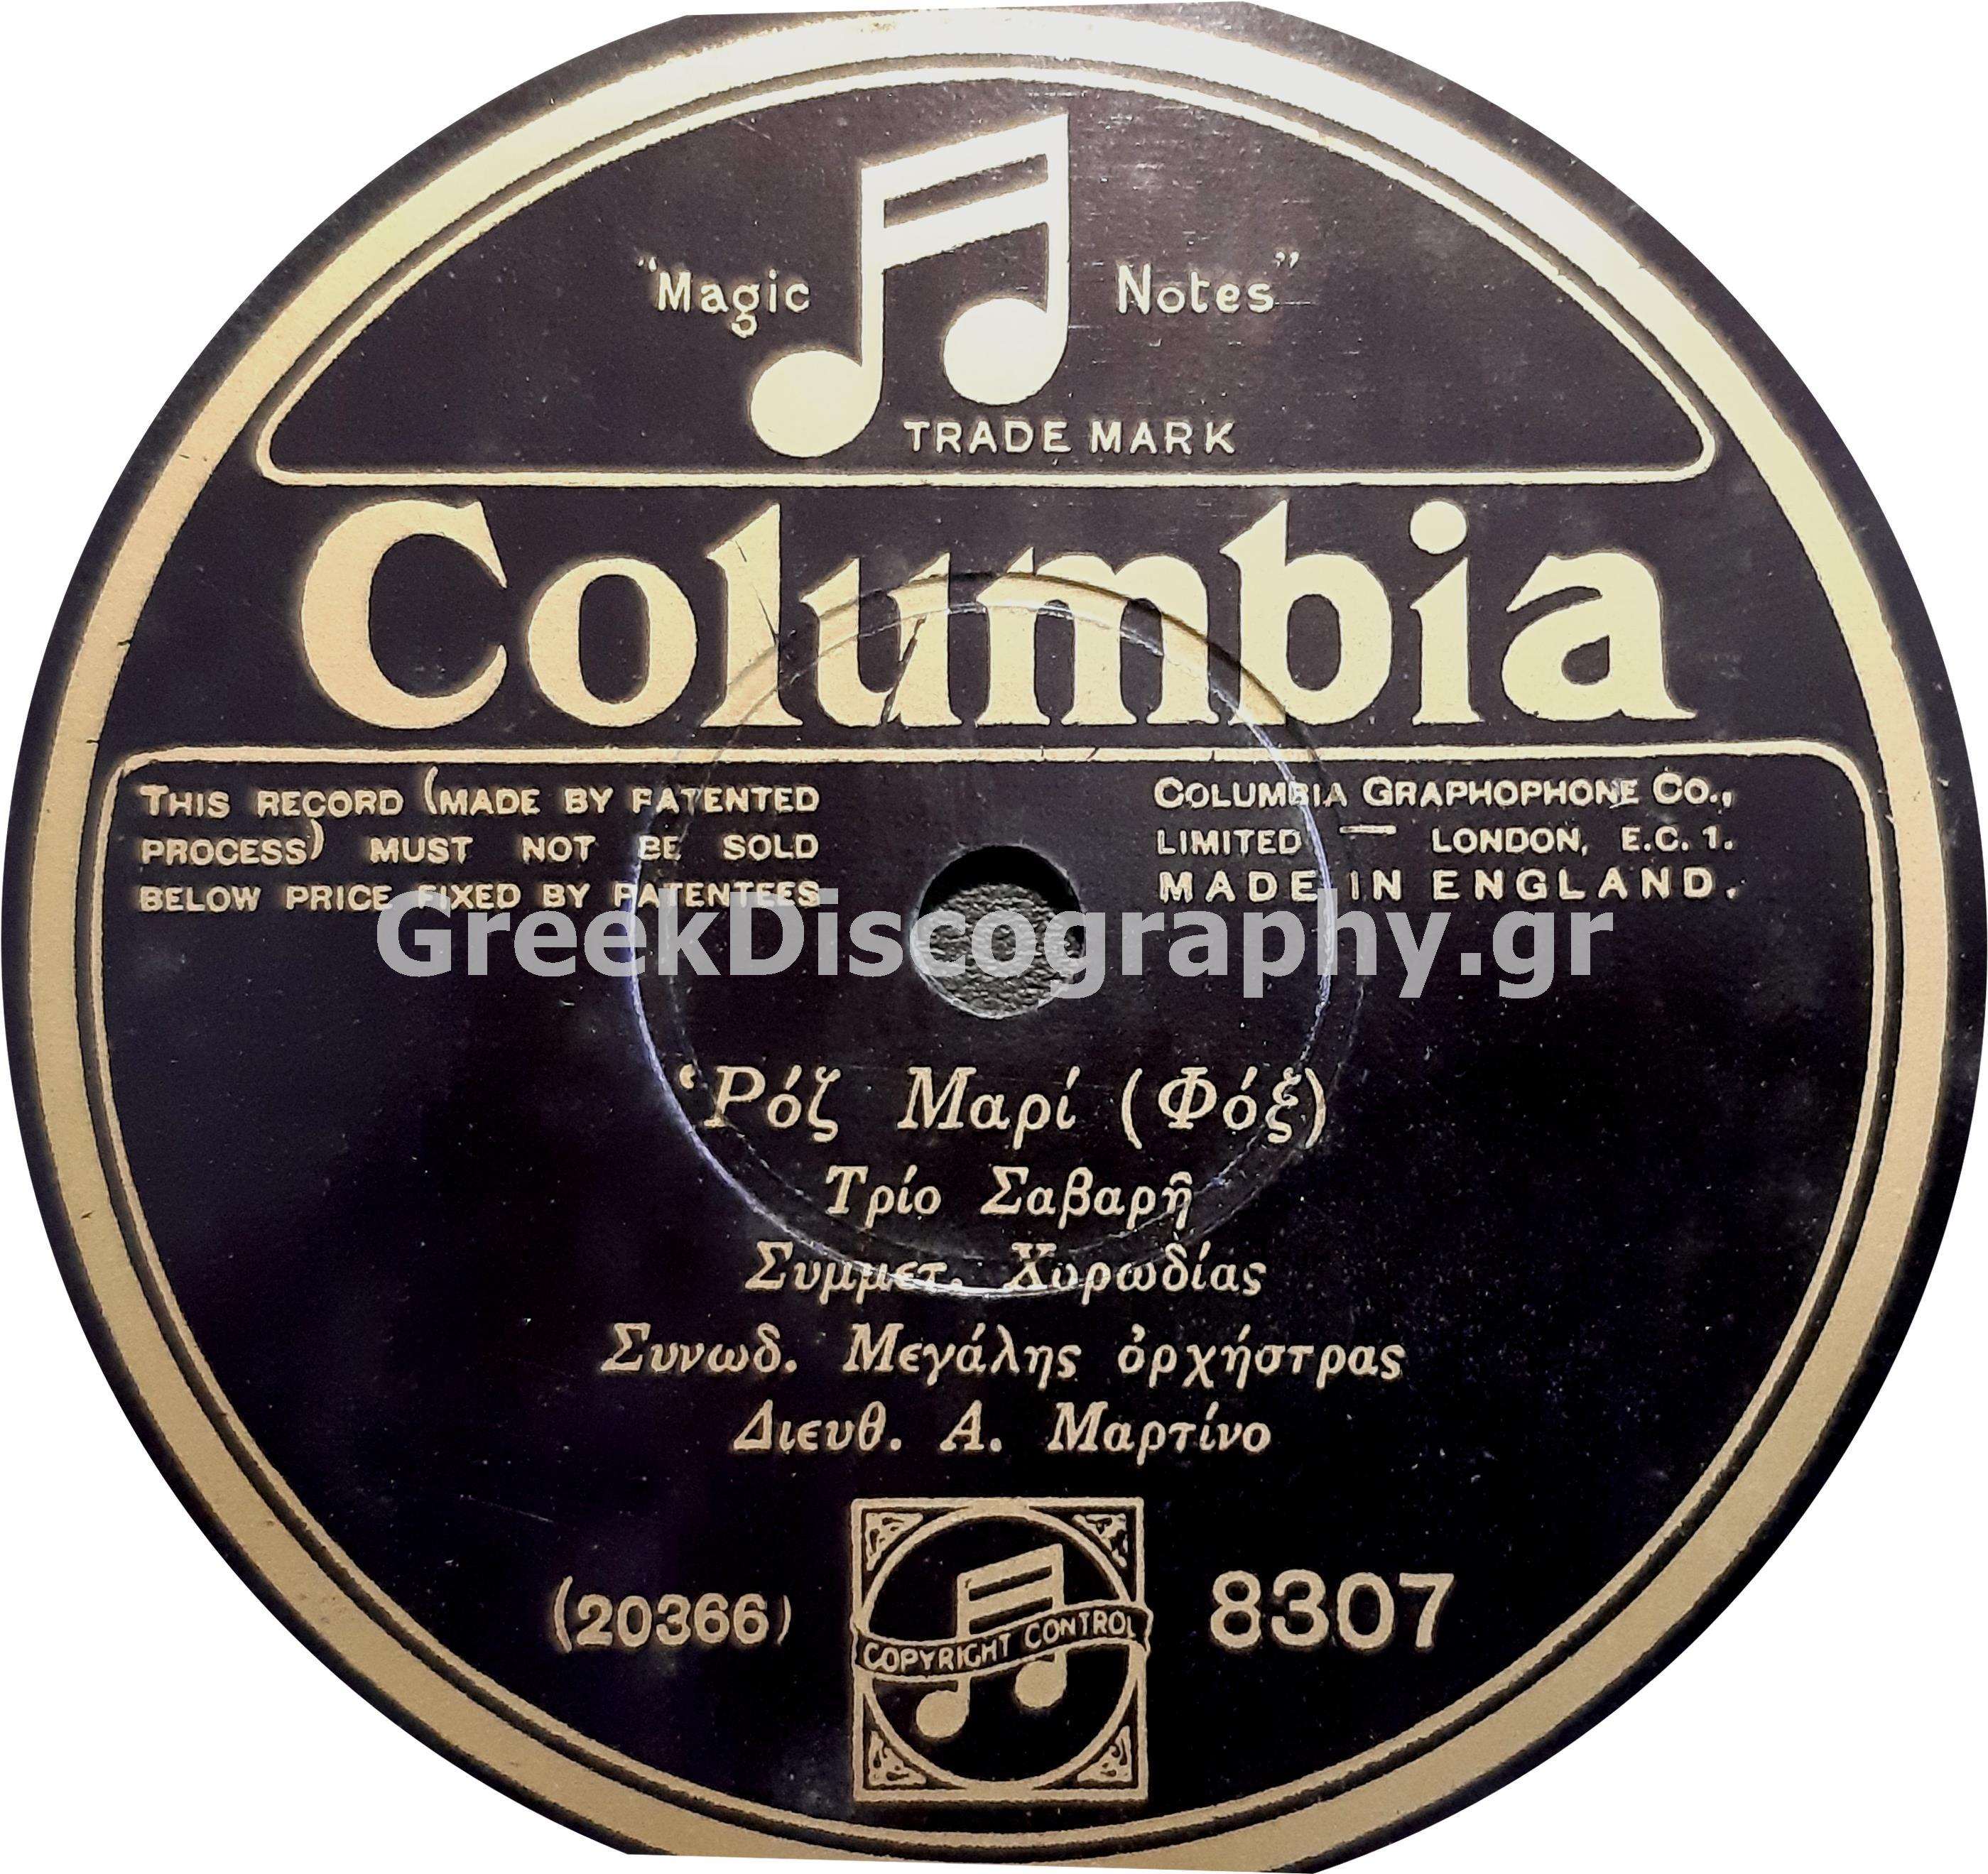 "Magic Notes"
TRADE MARK
Columbia
THIS RECORD (MADE BY PATENTED
PROCESS) MUST NOT BE SOLD
BELOW PRICE FIXED BY PATENTEES
COLUMBIA GRAPHOPHONE CO.,
LIMITED — LONDON, E.C. 1.
MADE IN ENGLAND.
GreekDiscography.gr
Ῥόζ Μαρί (Φόξ)
Τρίο Σαβαρῆ
Συμμετ. Χορωδίας
Συνωδ. Μεγάλης ὀρχήστρας
Διευθ. Α. Μαρτίνο
(20366)
COPYRIGHT CONTROL
8307